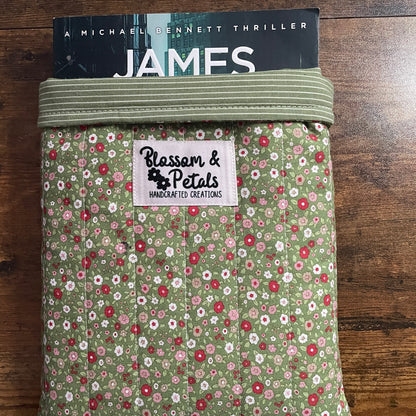 A MICHAEL BENNETT THRILLER
JAMES
Blossom &
Petals
HANDCRAFTED CREATIONS